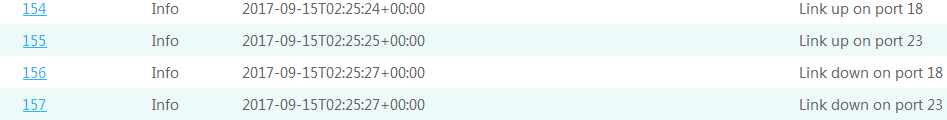 154 Info 2017-09-15T02:25:24+00:00 Link up on port 18
155 Info 2017-09-15T02:25:25+00:00 Link up on port 23
156 Info 2017-09-15T02:25:27+00:00 Link down on port 18
157 Info 2017-09-15T02:25:27+00:00 Link down on port 23